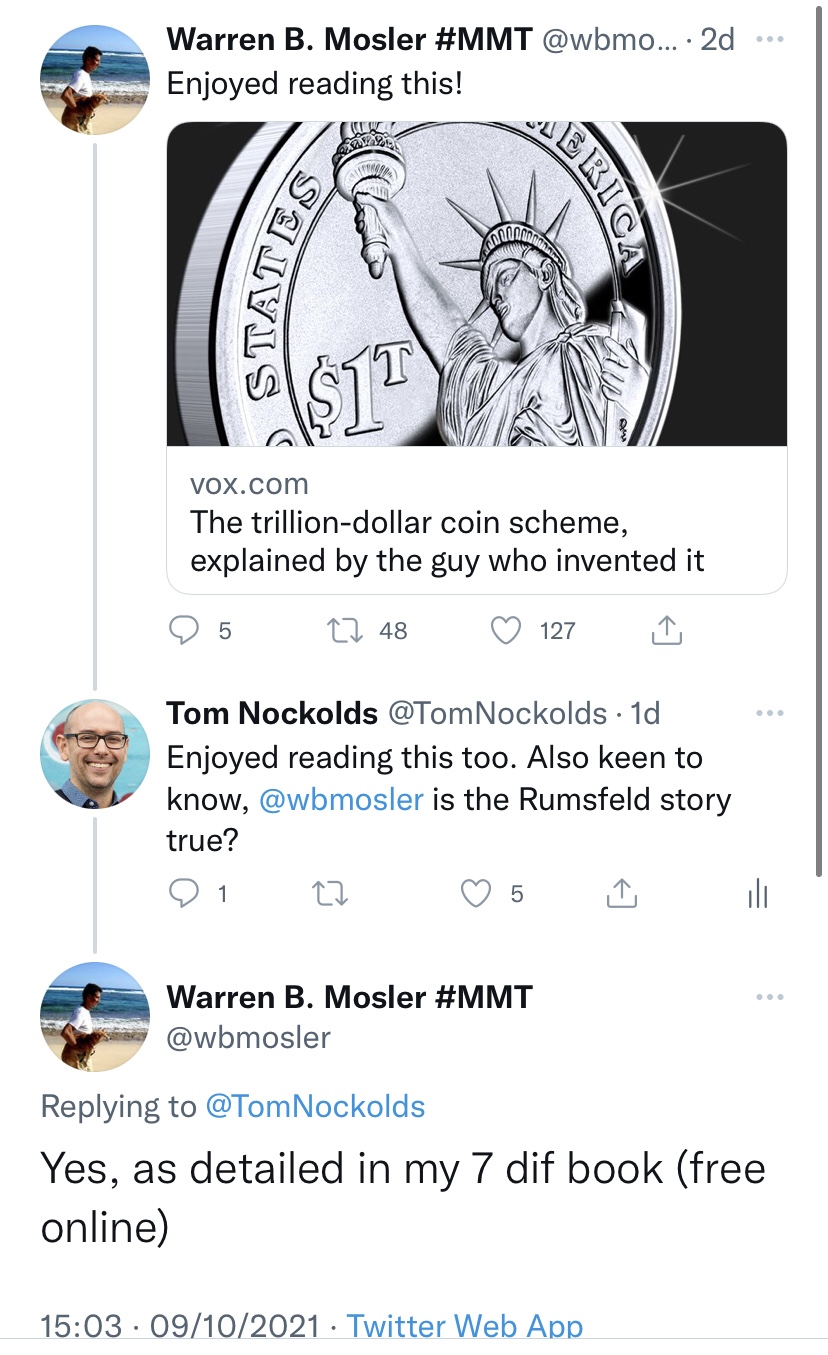 Warren B. Mosler #MMT @wbmo... · 2d
Enjoyed reading this!
STATES
MERICA
$1T
vox.com
The trillion-dollar coin scheme,
explained by the guy who invented it
5 48 127
Tom Nockolds @TomNockolds · 1d
Enjoyed reading this too. Also keen to
know, @wbmosler is the Rumsfeld story
true?
1 5
Warren B. Mosler #MMT
@wbmosler
Replying to @TomNockolds
Yes, as detailed in my 7 dif book (free
online)
15:03 · 09/10/2021 · Twitter Web App